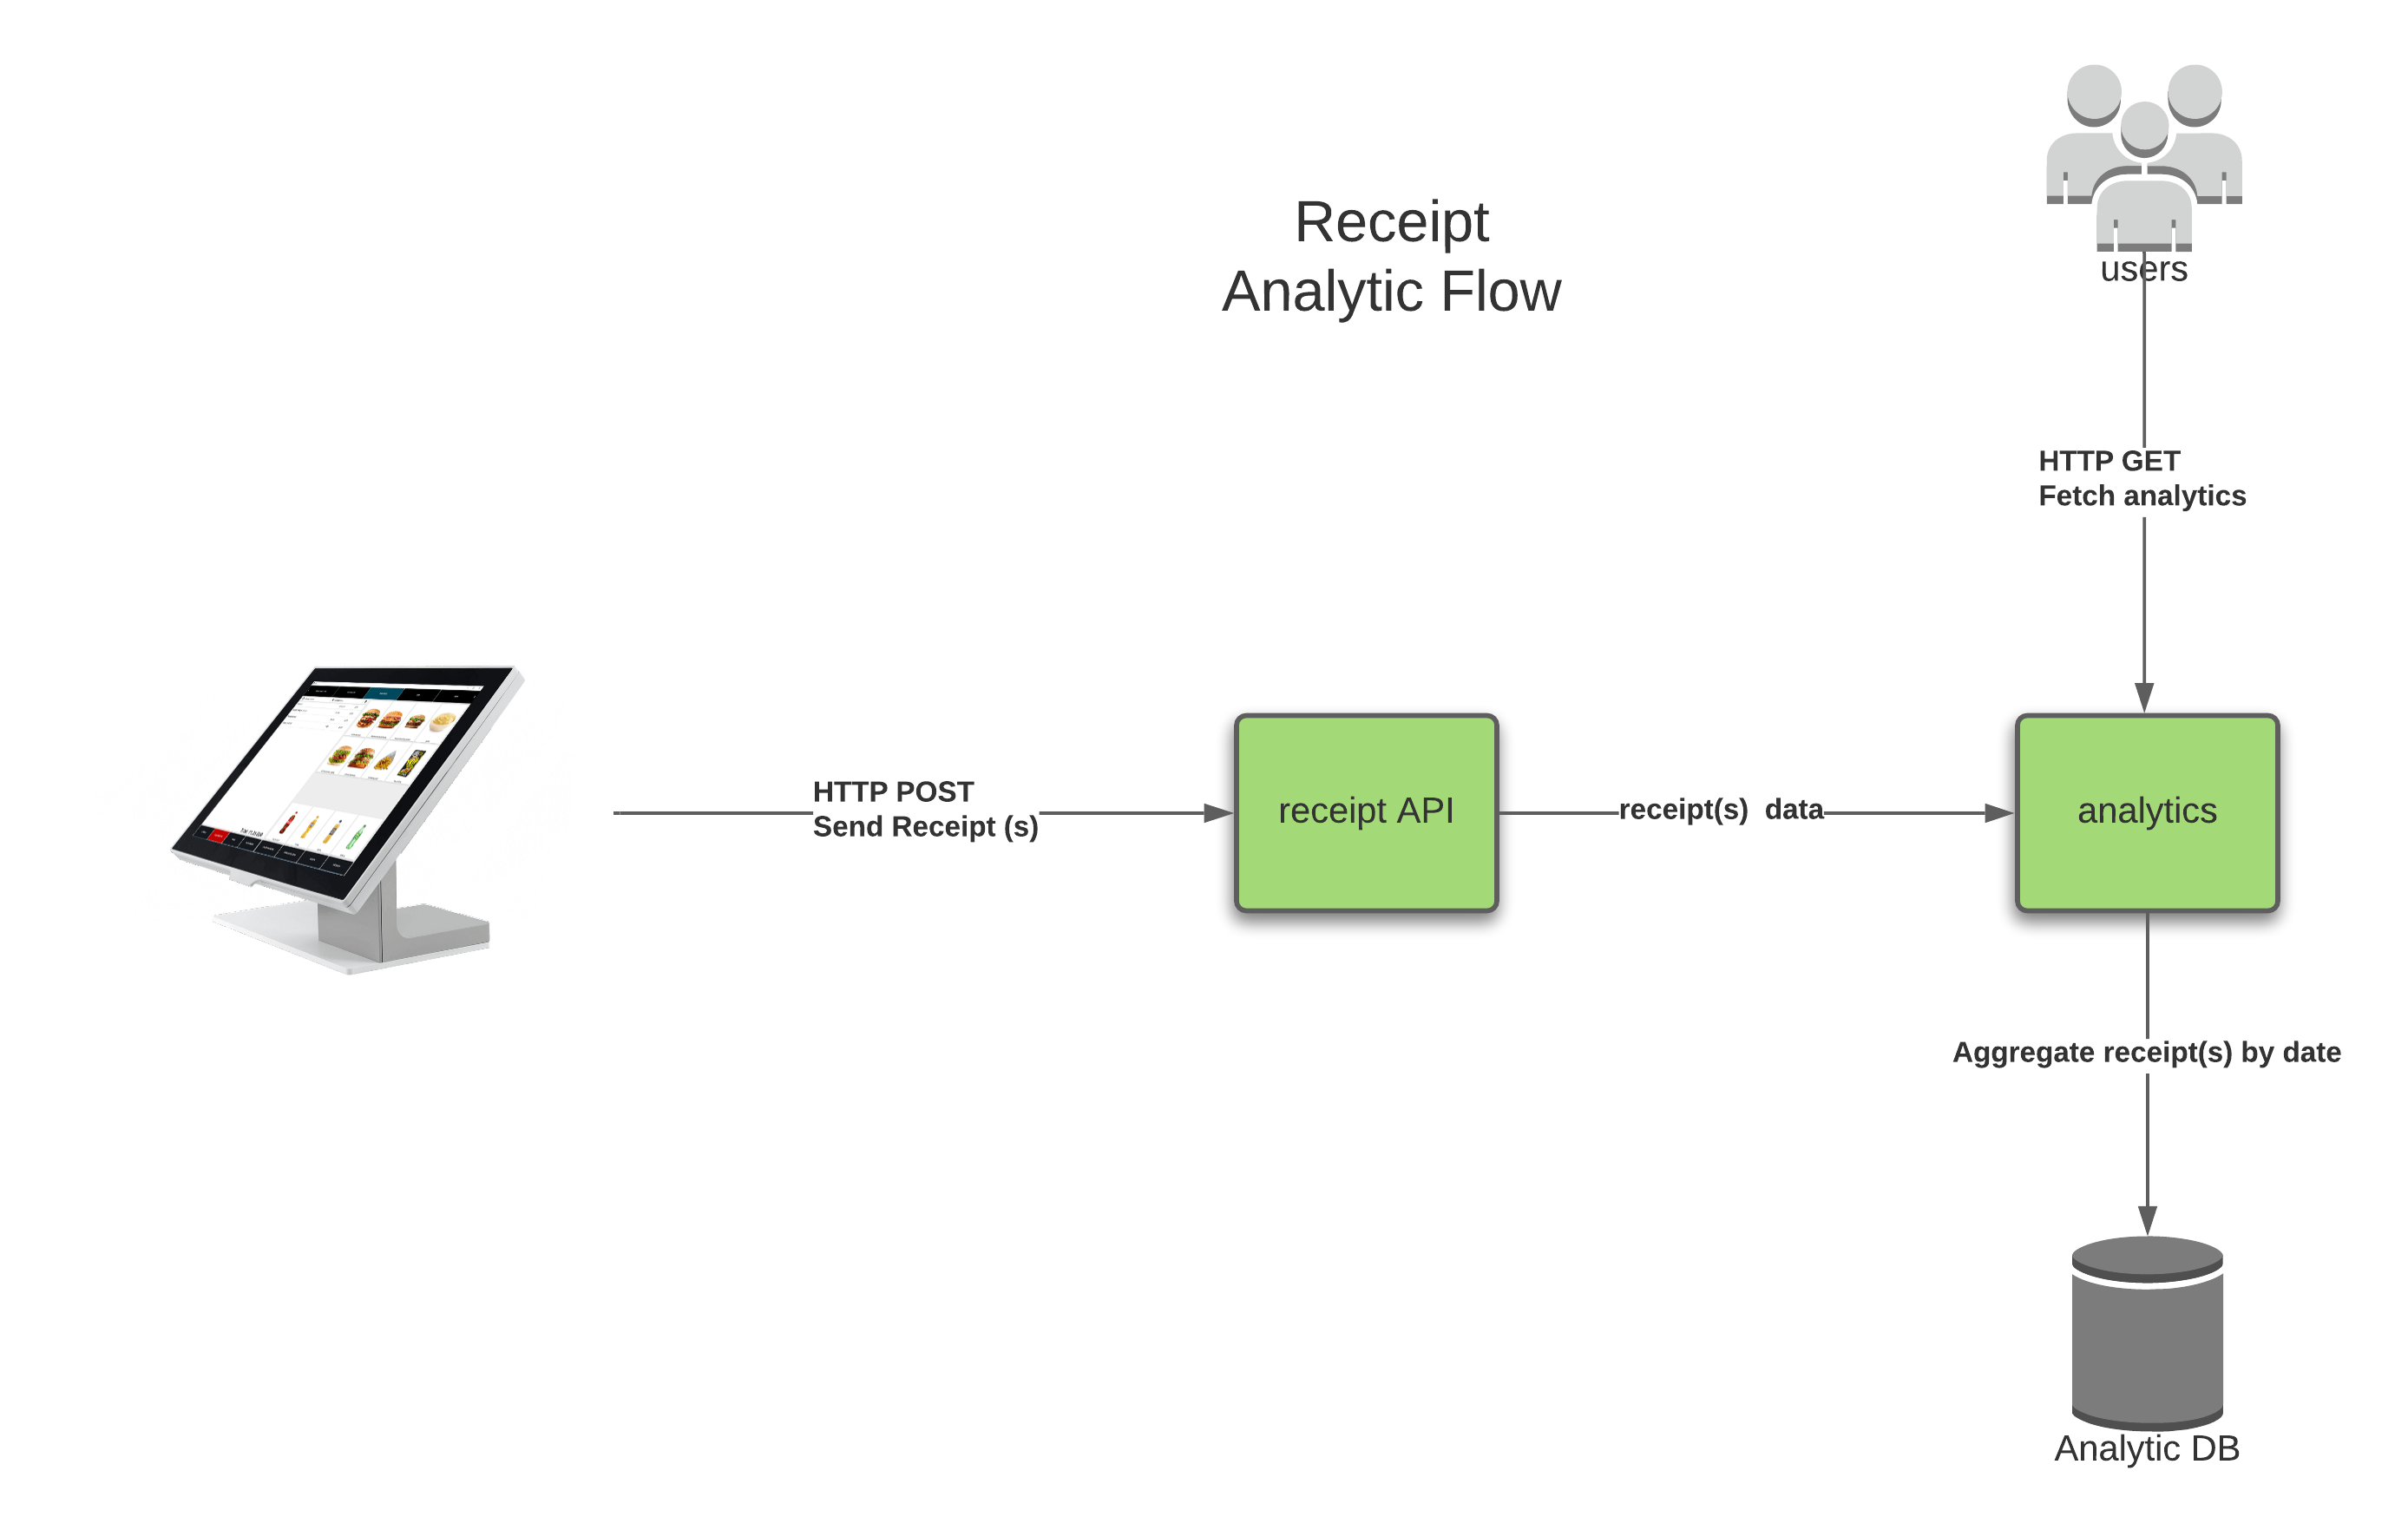 Receipt
Analytic Flow
users
HTTP GET
Fetch analytics
HTTP POST
Send Receipt (s)
receipt API
receipt(s)  data
analytics
Aggregate receipt(s) by date
Analytic DB